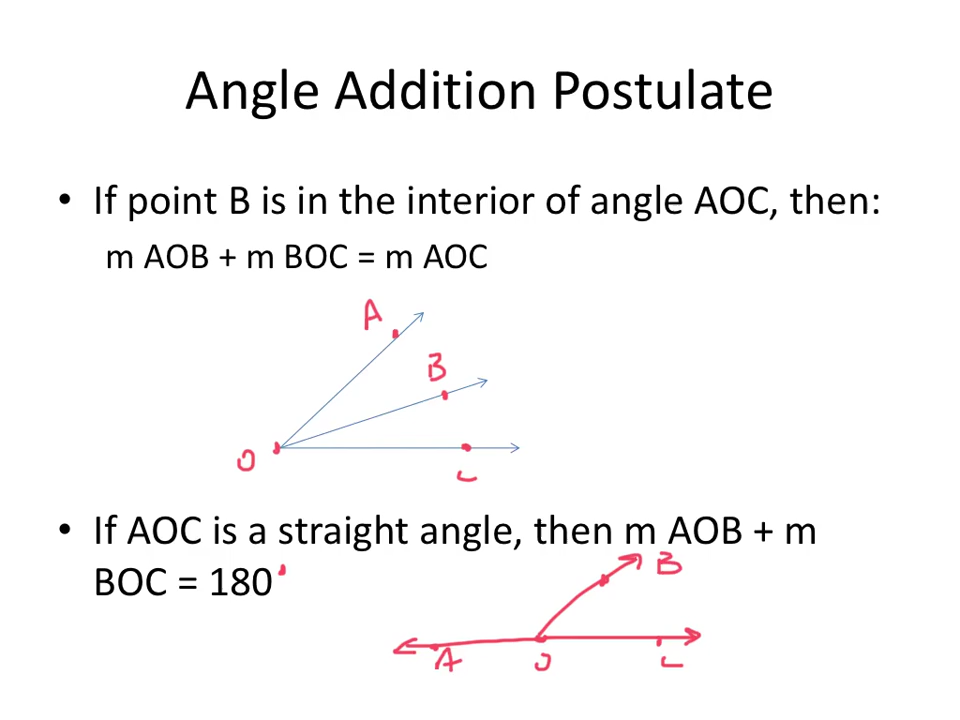 Angle Addition Postulate
• If point B is in the interior of angle AOC, then:
m AOB + m BOC = m AOC
A
B
O
C
• If AOC is a straight angle, then m AOB + m
BOC = 180°
B
A
O
C